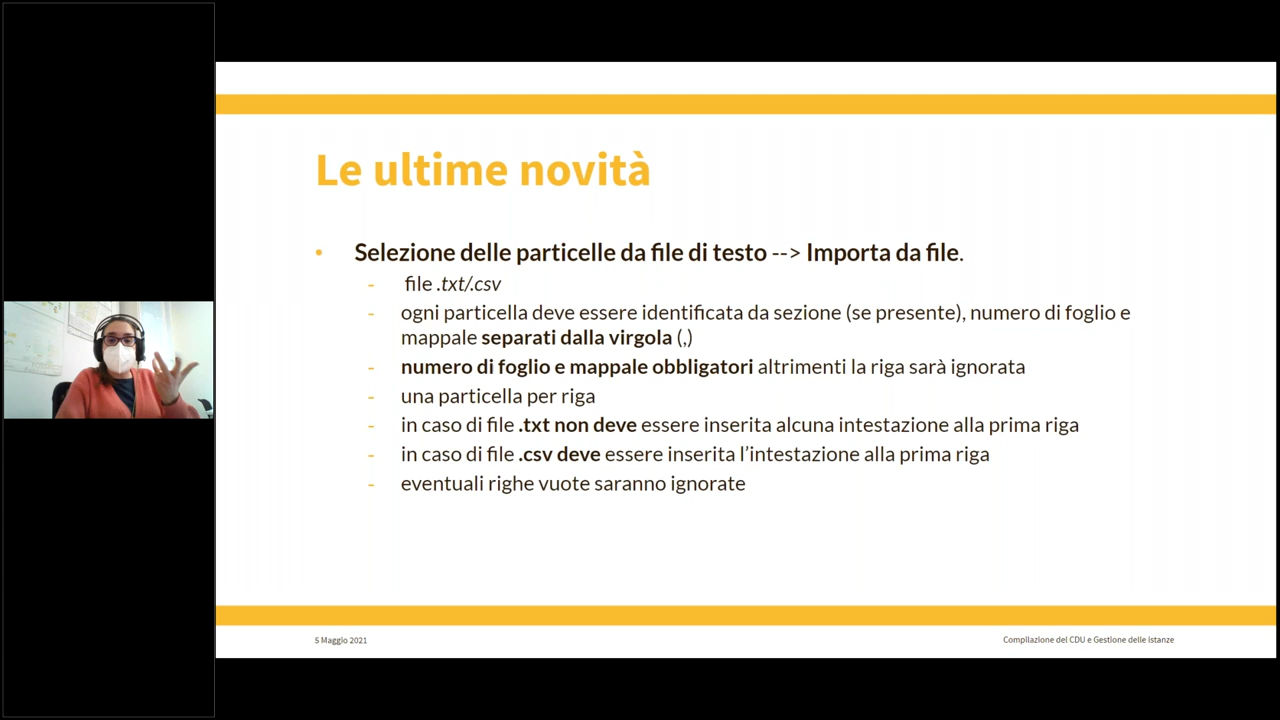 Le ultime novità
• Selezione delle particelle da file di testo --> Importa da file.
- file .txt/.csv
- ogni particella deve essere identificata da sezione (se presente), numero di foglio e
mappale separati dalla virgola (,)
- numero di foglio e mappale obbligatori altrimenti la riga sarà ignorata
- una particella per riga
- in caso di file .txt non deve essere inserita alcuna intestazione alla prima riga
- in caso di file .csv deve essere inserita l’intestazione alla prima riga
- eventuali righe vuote saranno ignorate
5 Maggio 2021
Compilazione del CDU e Gestione delle Istanze